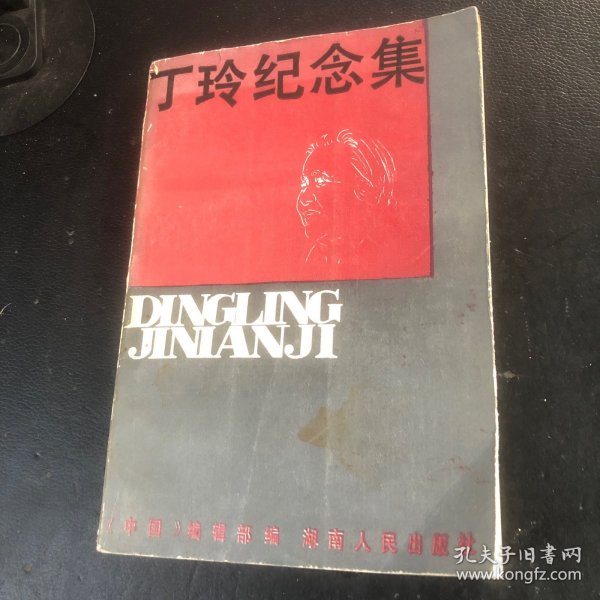 丁玲纪念集
DINGLING
JINIANJI
《中国》编辑部编 湖南人民出版社
孔夫子旧书网
www.kongfz.com